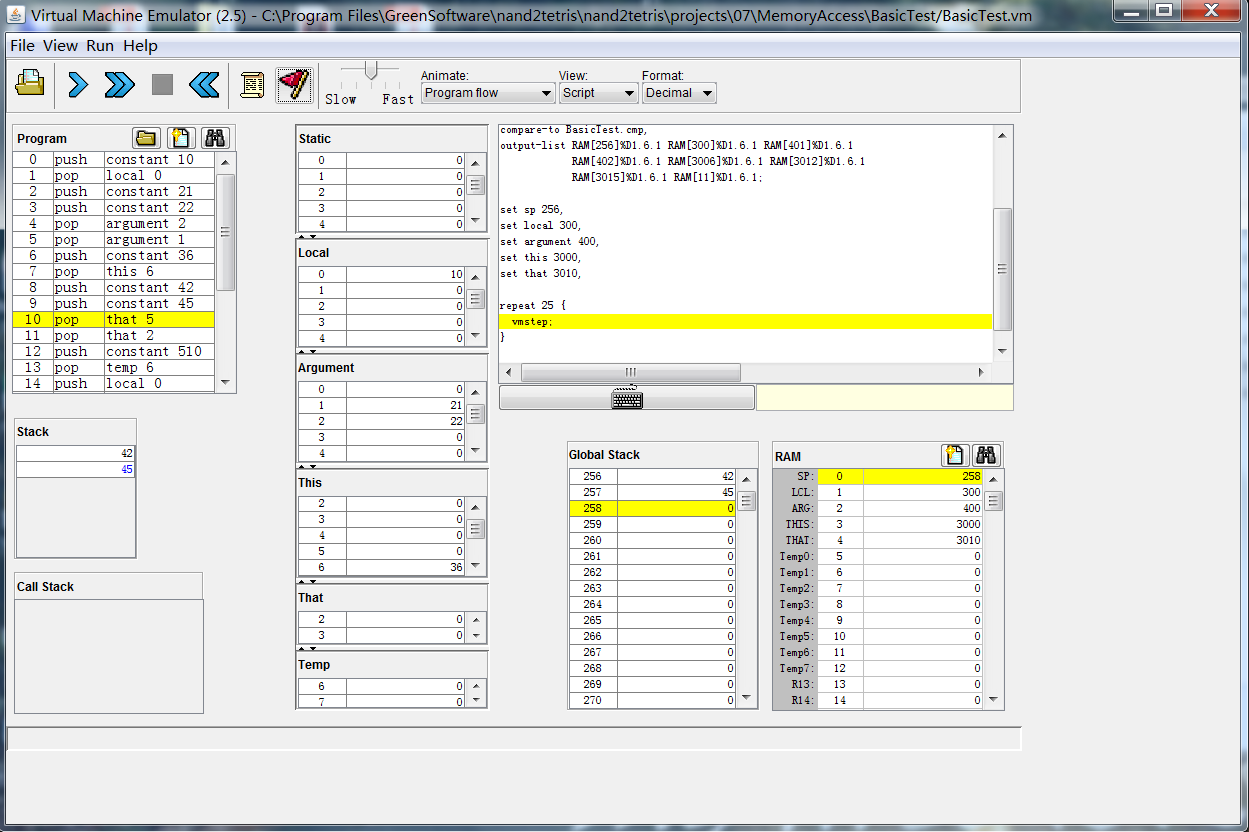 Virtual Machine Emulator (2.5) - C:\Program Files\GreenSoftware\nand2tetris\nand2tetris\projects\07\MemoryAccess\BasicTest/BasicTest.vm
File View Run Help
Slow Fast
Animate: View: Format:
Program flow Script Decimal
Program
0 push constant 10
1 pop local 0
2 push constant 21
3 push constant 22
4 pop argument 2
5 pop argument 1
6 push constant 36
7 pop this 6
8 push constant 42
9 push constant 45
10 pop that 5
11 pop that 2
12 push constant 510
13 pop temp 6
14 push local 0
Stack
42
45
Call Stack
Static
0 0
1 0
2 0
3 0
4 0
Local
0 10
1 0
2 0
3 0
4 0
Argument
0 0
1 21
2 22
3 0
4 0
This
2 0
3 0
4 0
5 0
6 36
That
2 0
3 0
Temp
6 0
7 0
compare-to BasicTest.cmp,
output-list RAM[256]%D1.6.1 RAM[300]%D1.6.1 RAM[401]%D1.6.1
RAM[402]%D1.6.1 RAM[3006]%D1.6.1 RAM[3012]%D1.6.1
RAM[3015]%D1.6.1 RAM[11]%D1.6.1;
set sp 256,
set local 300,
set argument 400,
set this 3000,
set that 3010,
repeat 25 {
vmstep;
}
Global Stack
256 42
257 45
258 0
259 0
260 0
261 0
262 0
263 0
264 0
265 0
266 0
267 0
268 0
269 0
270 0
RAM
SP: 0 258
LCL: 1 300
ARG: 2 400
THIS: 3 3000
THAT: 4 3010
Temp0: 5 0
Temp1: 6 0
Temp2: 7 0
Temp3: 8 0
Temp4: 9 0
Temp5: 10 0
Temp6: 11 0
Temp7: 12 0
R13: 13 0
R14: 14 0